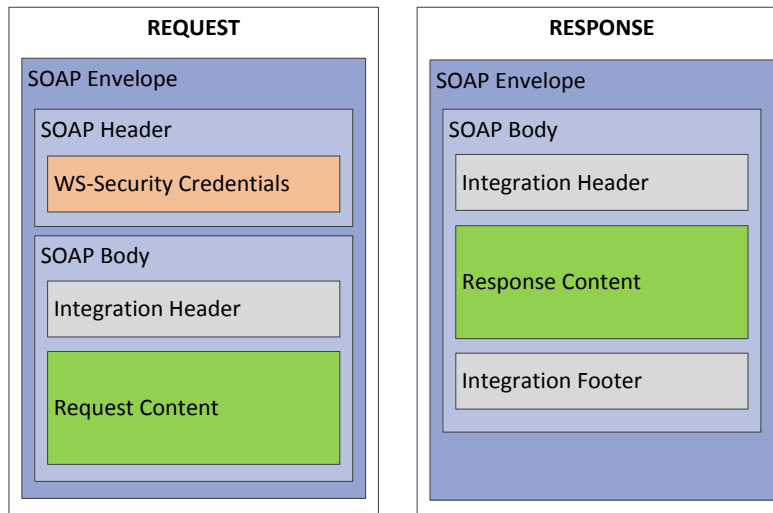 REQUEST
SOAP Envelope
SOAP Header
WS-Security Credentials
SOAP Body
Integration Header
Request Content
RESPONSE
SOAP Envelope
SOAP Body
Integration Header
Response Content
Integration Footer